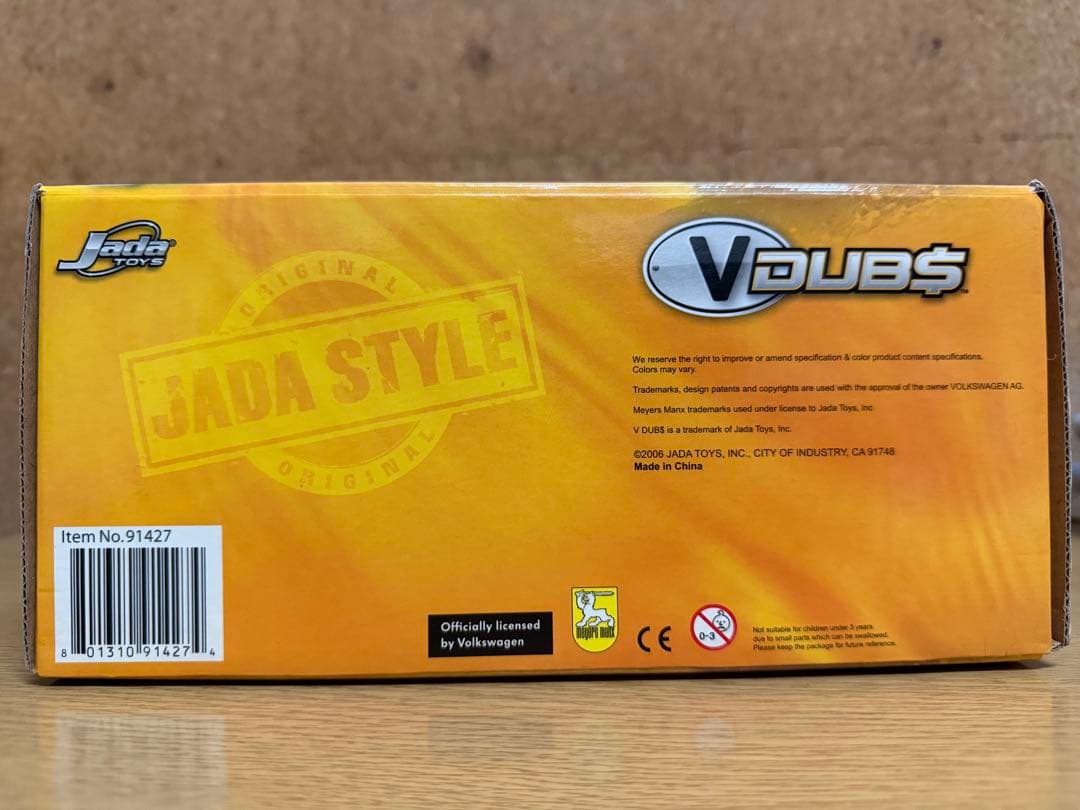 Jada
TOYS
ORIGINAL
JADA STYLE
ORIGINAL
V DUB$ ™
We reserve the right to improve or amend specification & color product content specifications.
Colors may vary.
Trademarks, design patents and copyrights are used with the approval of the owner VOLKSWAGEN AG.
Meyers Manx trademarks used under license to Jada Toys, Inc
V DUB$ is a trademark of Jada Toys, Inc.
©2006 JADA TOYS, INC., CITY OF INDUSTRY, CA 91748
Made in China
Item No.91427
8 01310 91427 4
Officially licensed
by Volkswagen
meyers manx
CE
0-3
Not suitable for children under 3 years
due to small parts which can be swallowed.
Please keep the package for future reference.